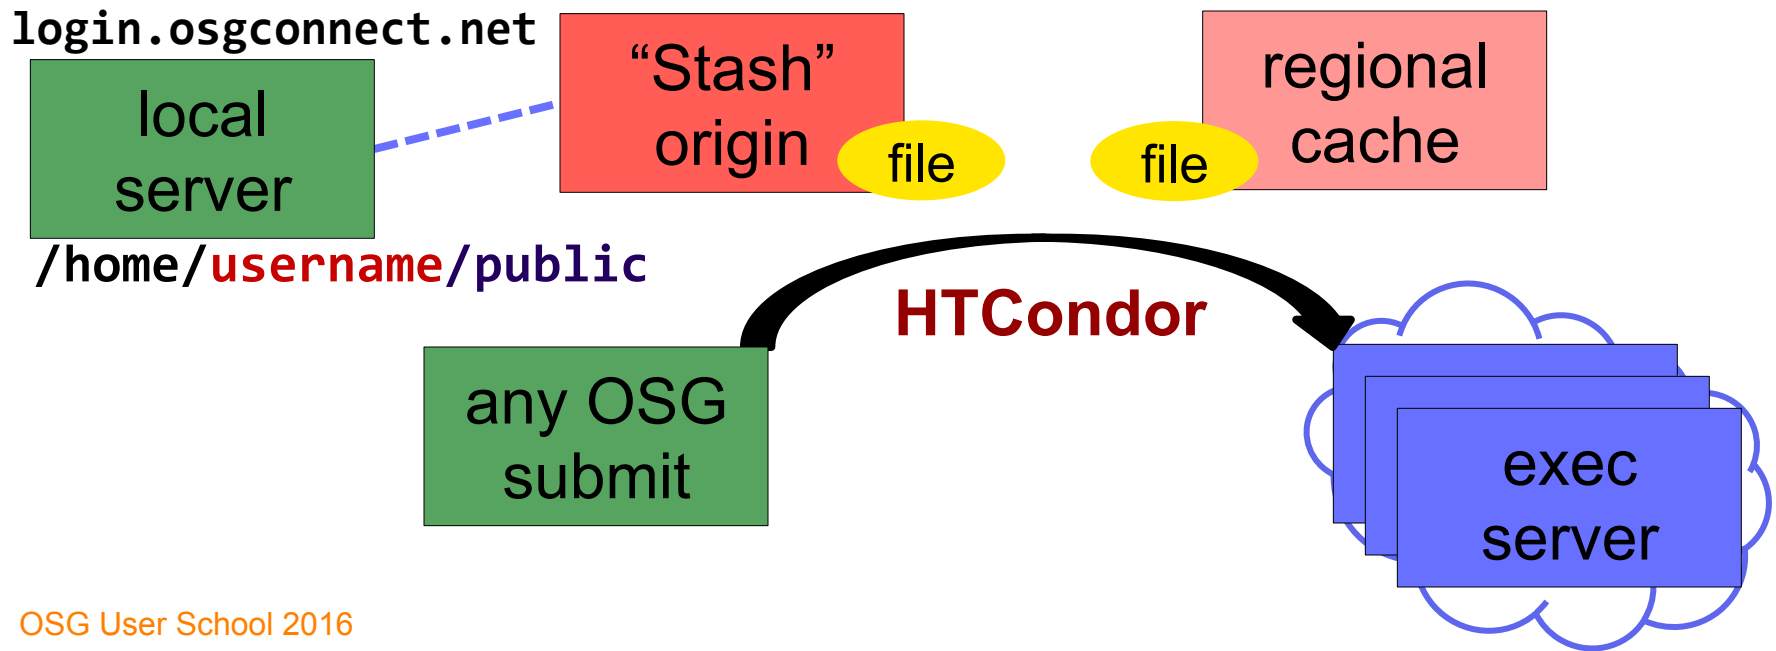 login.osgconnect.net
local
server
/home/username/public
“Stash”
origin
file
regional
cache
file
HTCondor
any OSG
submit
exec
server
OSG User School 2016